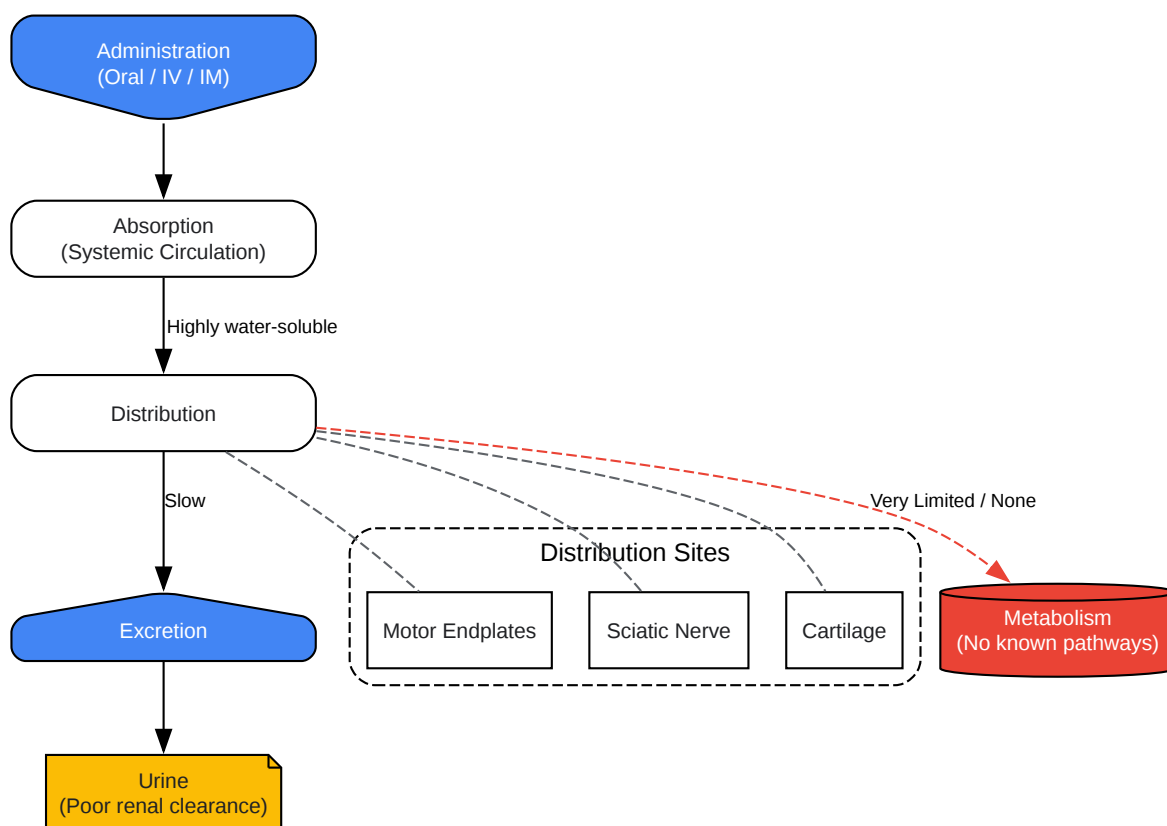 Administration
(Oral / IV / IM)
Absorption
(Systemic Circulation)
Highly water-soluble
Distribution
Slow
Very Limited / None
Distribution Sites
Motor Endplates
Sciatic Nerve
Cartilage
Metabolism
(No known pathways)
Excretion
Urine
(Poor renal clearance)